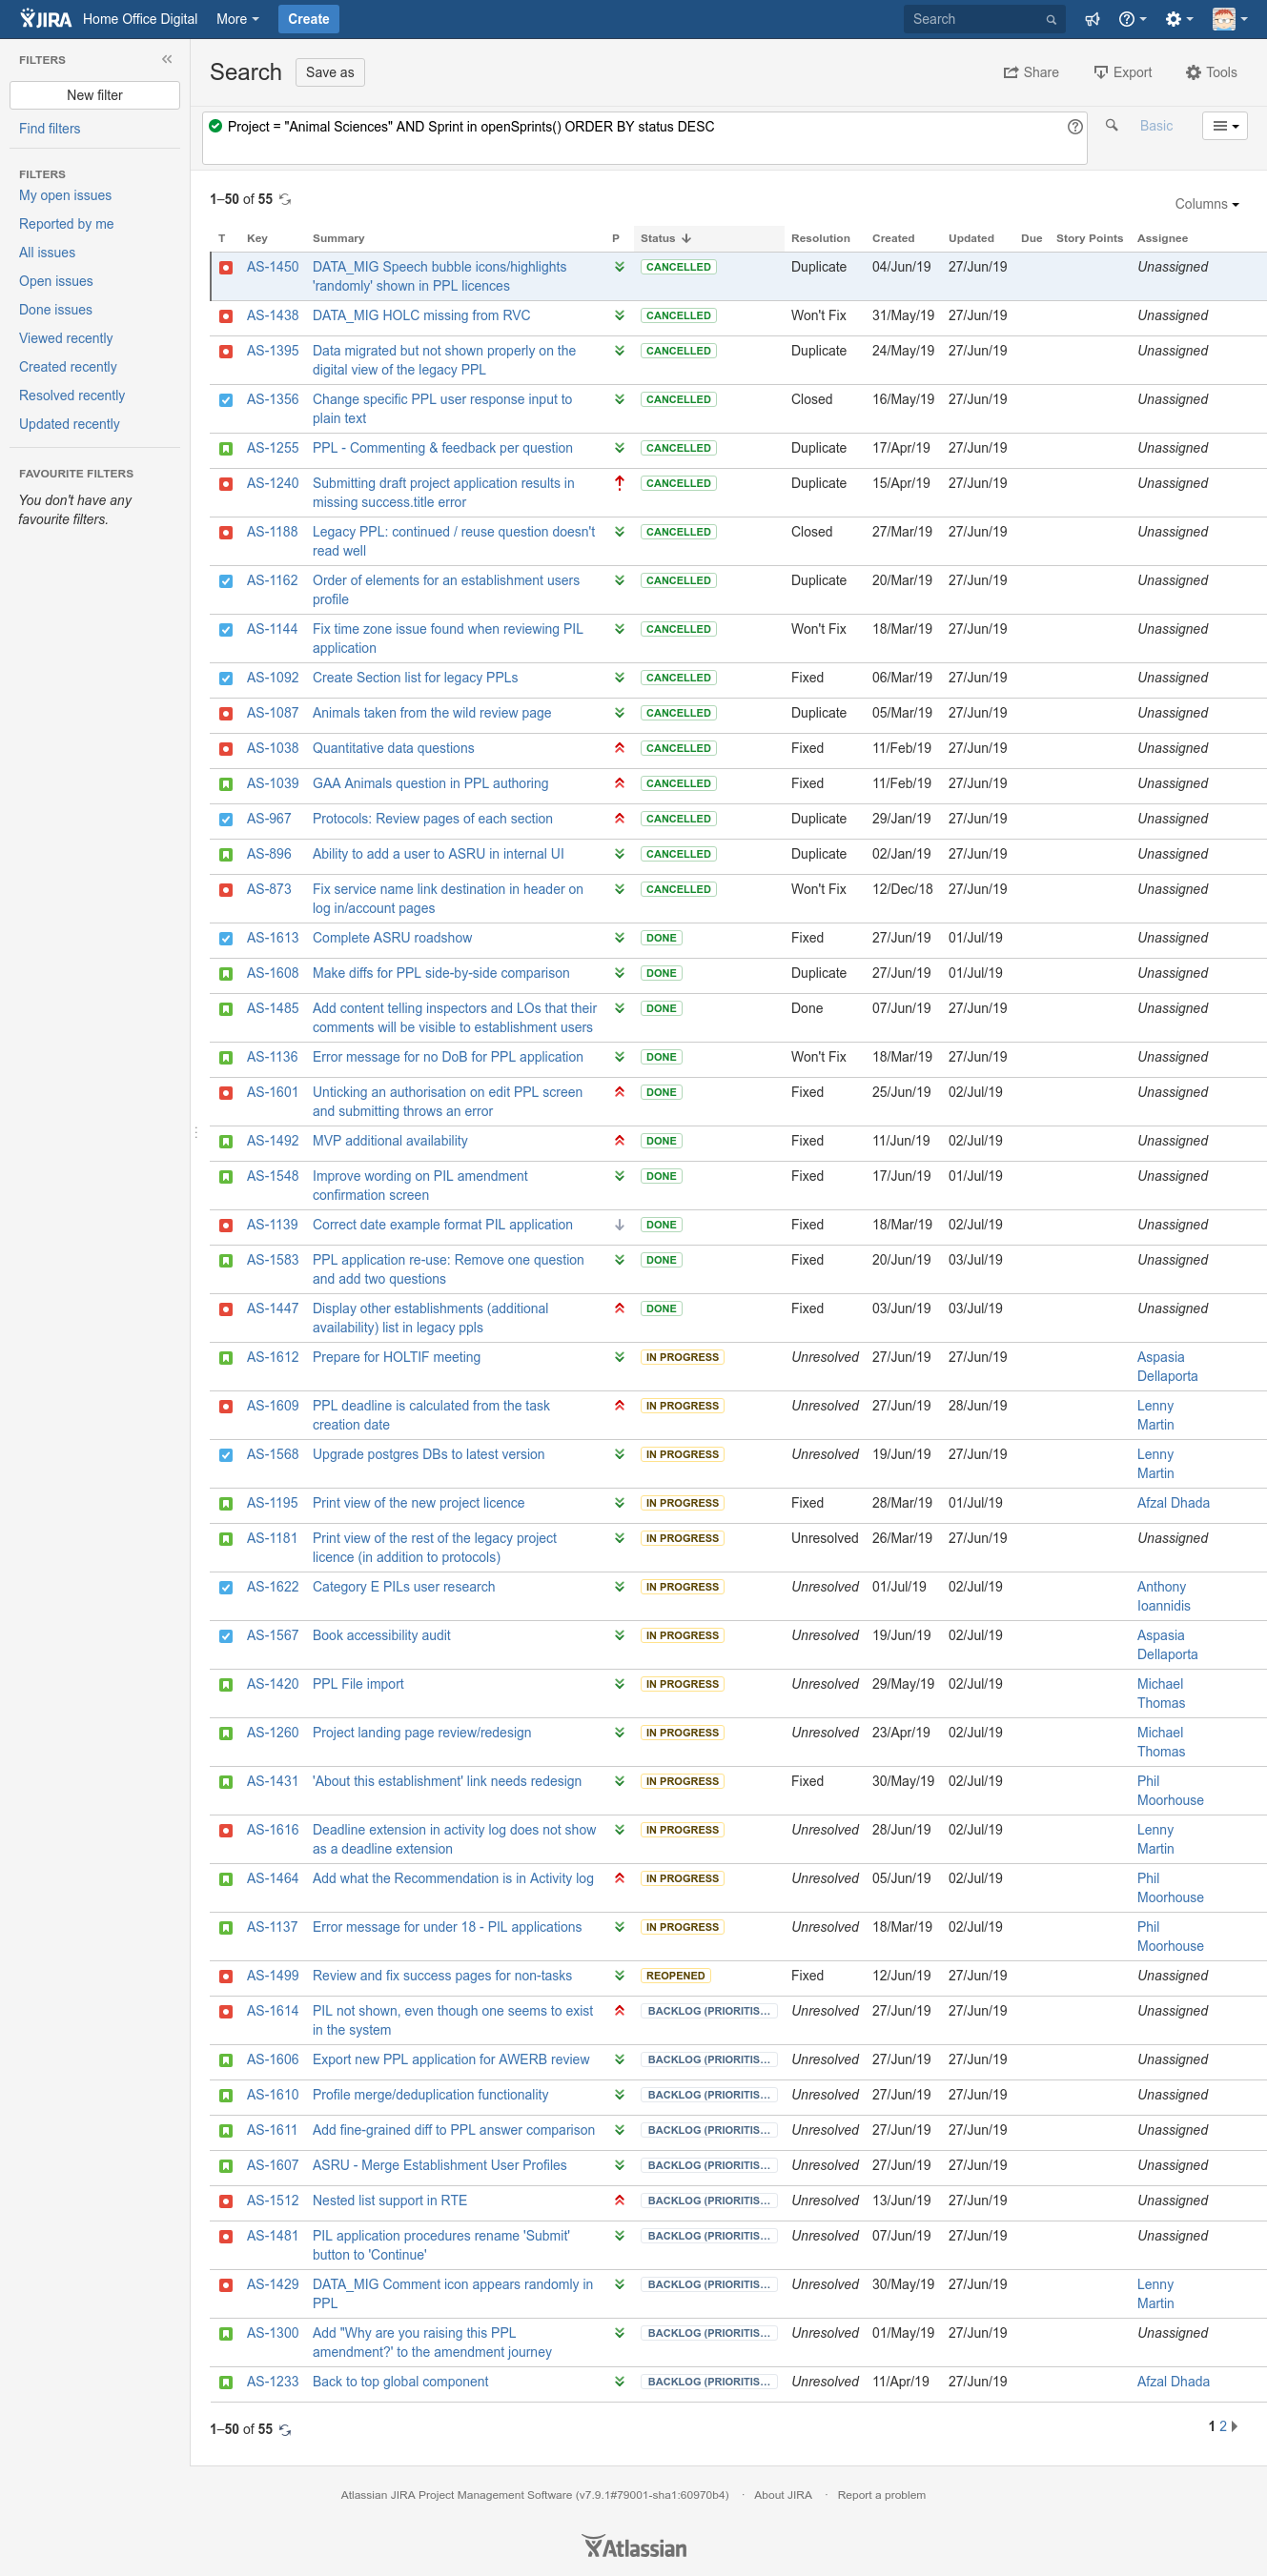 JIRA Home Office Digital More Create Search
FILTERS
New filter
Find filters
FILTERS
My open issues
Reported by me
All issues
Open issues
Done issues
Viewed recently
Created recently
Resolved recently
Updated recently
FAVOURITE FILTERS
You don't have any
favourite filters.
Search Save as Share Export Tools
Project = "Animal Sciences" AND Sprint in openSprints() ORDER BY status DESC
Basic
1–50 of 55
Columns
T Key Summary P Status Resolution Created Updated Due Story Points Assignee
AS-1450 DATA_MIG Speech bubble icons/highlights CANCELLED Duplicate 04/Jun/19 27/Jun/19 Unassigned
'randomly' shown in PPL licences
AS-1438 DATA_MIG HOLC missing from RVC CANCELLED Won't Fix 31/May/19 27/Jun/19 Unassigned
AS-1395 Data migrated but not shown properly on the CANCELLED Duplicate 24/May/19 27/Jun/19 Unassigned
digital view of the legacy PPL
AS-1356 Change specific PPL user response input to CANCELLED Closed 16/May/19 27/Jun/19 Unassigned
plain text
AS-1255 PPL - Commenting & feedback per question CANCELLED Duplicate 17/Apr/19 27/Jun/19 Unassigned
AS-1240 Submitting draft project application results in CANCELLED Duplicate 15/Apr/19 27/Jun/19 Unassigned
missing success.title error
AS-1188 Legacy PPL: continued / reuse question doesn't CANCELLED Closed 27/Mar/19 27/Jun/19 Unassigned
read well
AS-1162 Order of elements for an establishment users CANCELLED Duplicate 20/Mar/19 27/Jun/19 Unassigned
profile
AS-1144 Fix time zone issue found when reviewing PIL CANCELLED Won't Fix 18/Mar/19 27/Jun/19 Unassigned
application
AS-1092 Create Section list for legacy PPLs CANCELLED Fixed 06/Mar/19 27/Jun/19 Unassigned
AS-1087 Animals taken from the wild review page CANCELLED Duplicate 05/Mar/19 27/Jun/19 Unassigned
AS-1038 Quantitative data questions CANCELLED Fixed 11/Feb/19 27/Jun/19 Unassigned
AS-1039 GAA Animals question in PPL authoring CANCELLED Fixed 11/Feb/19 27/Jun/19 Unassigned
AS-967 Protocols: Review pages of each section CANCELLED Duplicate 29/Jan/19 27/Jun/19 Unassigned
AS-896 Ability to add a user to ASRU in internal UI CANCELLED Duplicate 02/Jan/19 27/Jun/19 Unassigned
AS-873 Fix service name link destination in header on CANCELLED Won't Fix 12/Dec/18 27/Jun/19 Unassigned
log in/account pages
AS-1613 Complete ASRU roadshow DONE Fixed 27/Jun/19 01/Jul/19 Unassigned
AS-1608 Make diffs for PPL side-by-side comparison DONE Duplicate 27/Jun/19 01/Jul/19 Unassigned
AS-1485 Add content telling inspectors and LOs that their DONE Done 07/Jun/19 27/Jun/19 Unassigned
comments will be visible to establishment users
AS-1136 Error message for no DoB for PPL application DONE Won't Fix 18/Mar/19 27/Jun/19 Unassigned
AS-1601 Unticking an authorisation on edit PPL screen DONE Fixed 25/Jun/19 02/Jul/19 Unassigned
and submitting throws an error
AS-1492 MVP additional availability DONE Fixed 11/Jun/19 02/Jul/19 Unassigned
AS-1548 Improve wording on PIL amendment DONE Fixed 17/Jun/19 01/Jul/19 Unassigned
confirmation screen
AS-1139 Correct date example format PIL application DONE Fixed 18/Mar/19 02/Jul/19 Unassigned
AS-1583 PPL application re-use: Remove one question DONE Fixed 20/Jun/19 03/Jul/19 Unassigned
and add two questions
AS-1447 Display other establishments (additional DONE Fixed 03/Jun/19 03/Jul/19 Unassigned
availability) list in legacy ppls
AS-1612 Prepare for HOLTIF meeting IN PROGRESS Unresolved 27/Jun/19 27/Jun/19 Aspasia
Dellaporta
AS-1609 PPL deadline is calculated from the task IN PROGRESS Unresolved 27/Jun/19 28/Jun/19 Lenny
creation date Martin
AS-1568 Upgrade postgres DBs to latest version IN PROGRESS Unresolved 19/Jun/19 27/Jun/19 Lenny
Martin
AS-1195 Print view of the new project licence IN PROGRESS Fixed 28/Mar/19 01/Jul/19 Afzal Dhada
AS-1181 Print view of the rest of the legacy project IN PROGRESS Unresolved 26/Mar/19 27/Jun/19 Unassigned
licence (in addition to protocols)
AS-1622 Category E PILs user research IN PROGRESS Unresolved 01/Jul/19 02/Jul/19 Anthony
Ioannidis
AS-1567 Book accessibility audit IN PROGRESS Unresolved 19/Jun/19 02/Jul/19 Aspasia
Dellaporta
AS-1420 PPL File import IN PROGRESS Unresolved 29/May/19 02/Jul/19 Michael
Thomas
AS-1260 Project landing page review/redesign IN PROGRESS Unresolved 23/Apr/19 02/Jul/19 Michael
Thomas
AS-1431 'About this establishment' link needs redesign IN PROGRESS Fixed 30/May/19 02/Jul/19 Phil
Moorhouse
AS-1616 Deadline extension in activity log does not show IN PROGRESS Unresolved 28/Jun/19 02/Jul/19 Lenny
as a deadline extension Martin
AS-1464 Add what the Recommendation is in Activity log IN PROGRESS Unresolved 05/Jun/19 02/Jul/19 Phil
Moorhouse
AS-1137 Error message for under 18 - PIL applications IN PROGRESS Unresolved 18/Mar/19 02/Jul/19 Phil
Moorhouse
AS-1499 Review and fix success pages for non-tasks REOPENED Fixed 12/Jun/19 27/Jun/19 Unassigned
AS-1614 PIL not shown, even though one seems to exist BACKLOG (PRIORITIS... Unresolved 27/Jun/19 27/Jun/19 Unassigned
in the system
AS-1606 Export new PPL application for AWERB review BACKLOG (PRIORITIS... Unresolved 27/Jun/19 27/Jun/19 Unassigned
AS-1610 Profile merge/deduplication functionality BACKLOG (PRIORITIS... Unresolved 27/Jun/19 27/Jun/19 Unassigned
AS-1611 Add fine-grained diff to PPL answer comparison BACKLOG (PRIORITIS... Unresolved 27/Jun/19 27/Jun/19 Unassigned
AS-1607 ASRU - Merge Establishment User Profiles BACKLOG (PRIORITIS... Unresolved 27/Jun/19 27/Jun/19 Unassigned
AS-1512 Nested list support in RTE BACKLOG (PRIORITIS... Unresolved 13/Jun/19 27/Jun/19 Unassigned
AS-1481 PIL application procedures rename 'Submit' BACKLOG (PRIORITIS... Unresolved 07/Jun/19 27/Jun/19 Unassigned
button to 'Continue'
AS-1429 DATA_MIG Comment icon appears randomly in BACKLOG (PRIORITIS... Unresolved 30/May/19 27/Jun/19 Lenny
PPL Martin
AS-1300 Add "Why are you raising this PPL BACKLOG (PRIORITIS... Unresolved 01/May/19 27/Jun/19 Unassigned
amendment?' to the amendment journey
AS-1233 Back to top global component BACKLOG (PRIORITIS... Unresolved 11/Apr/19 27/Jun/19 Afzal Dhada
1–50 of 55 1 2
Atlassian JIRA Project Management Software (v7.9.1#79001-sha1:60970b4) · About JIRA · Report a problem
Atlassian